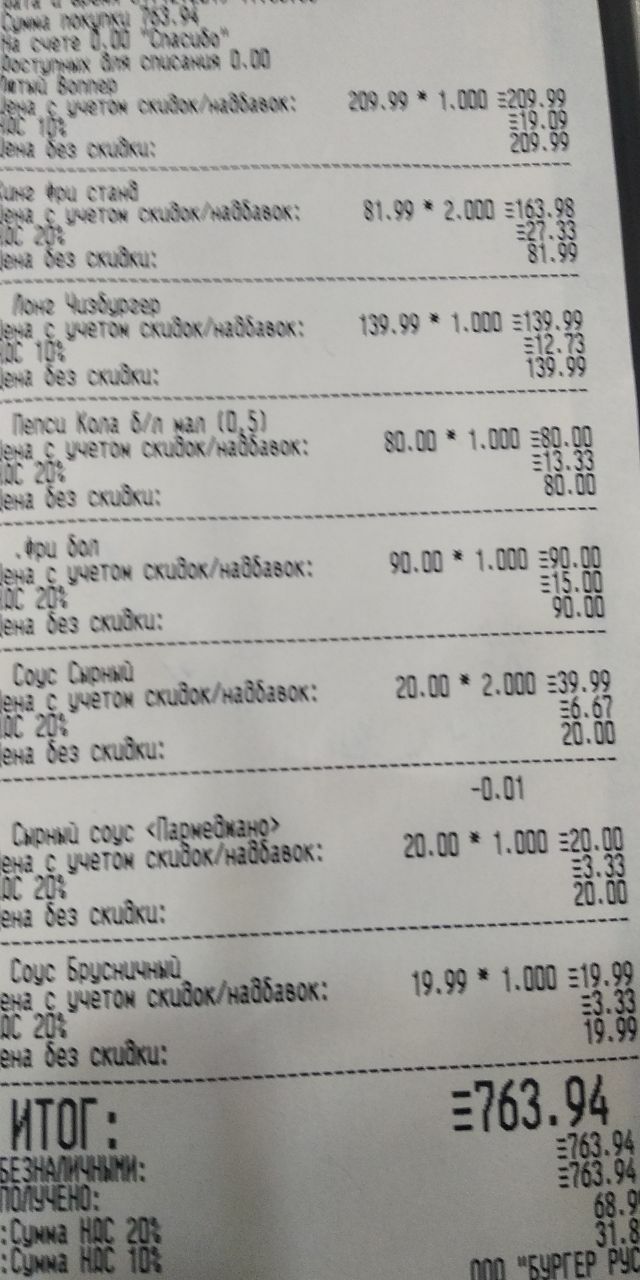 Сумма покупки 763.94
На счете 0.00 "Спасибо"
Доступных для списания 0.00
Пятый Воппер
Цена с учетом скидок/надбавок: 209.99 * 1.000 ≡209.99
НДС 10% ≡19.09
Цена без скидки: 209.99
Кинг Фри станд
Цена с учетом скидок/надбавок: 81.99 * 2.000 ≡163.98
НДС 20% ≡27.33
Цена без скидки: 81.99
Лонг Чизбургер
Цена с учетом скидок/надбавок: 139.99 * 1.000 ≡139.99
НДС 10% ≡12.73
Цена без скидки: 139.99
Пепси Кола б/л мал (0,5)
Цена с учетом скидок/надбавок: 80.00 * 1.000 ≡80.00
НДС 20% ≡13.33
Цена без скидки: 80.00
.Фри бол
Цена с учетом скидок/надбавок: 90.00 * 1.000 ≡90.00
НДС 20% ≡15.00
Цена без скидки: 90.00
Соус Сырный
Цена с учетом скидок/надбавок: 20.00 * 2.000 ≡39.99
НДС 20% ≡6.67
Цена без скидки: 20.00
-0.01
Сырный соус <Пармеджано>
Цена с учетом скидок/надбавок: 20.00 * 1.000 ≡20.00
НДС 20% ≡3.33
Цена без скидки: 20.00
Соус Брусничный
Цена с учетом скидок/надбавок: 19.99 * 1.000 ≡19.99
НДС 20% ≡3.33
Цена без скидки: 19.99
ИТОГ: ≡763.94
БЕЗНАЛИЧНЫМИ: ≡763.94
ПОЛУЧЕНО: ≡763.94
:Сумма НДС 20% 68.9
:Сумма НДС 10% 31.8
ООО "БУРГЕР РУС